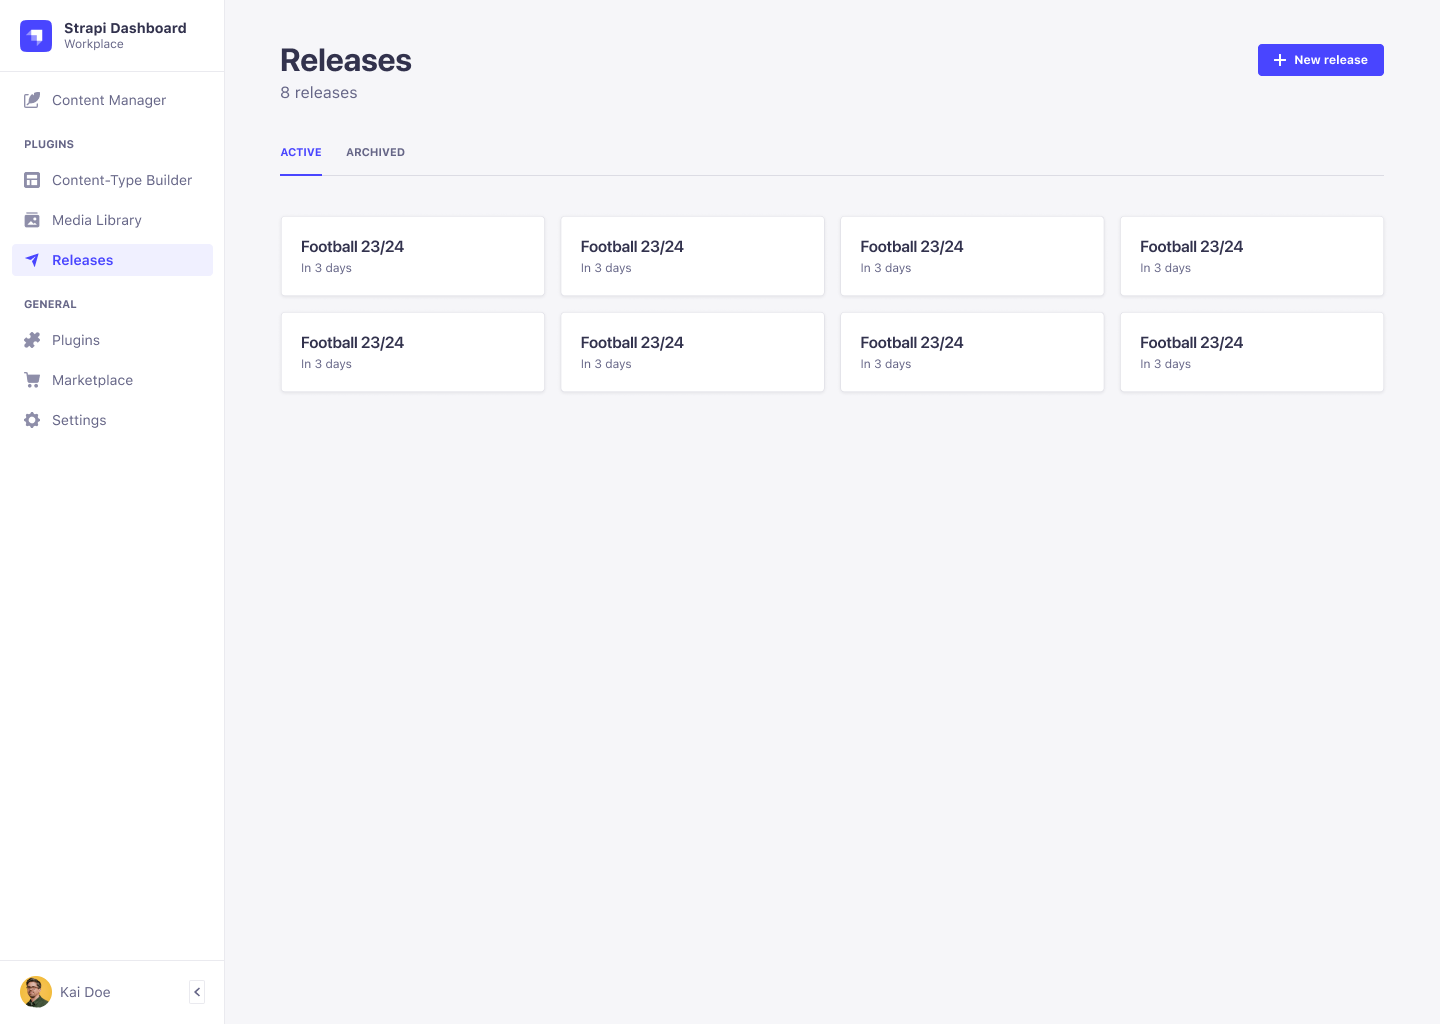 Strapi Dashboard
Workplace
Content Manager
PLUGINS
Content-Type Builder
Media Library
Releases
GENERAL
Plugins
Marketplace
Settings
Kai Doe
Releases
8 releases
New release
ACTIVE ARCHIVED
Football 23/24 Football 23/24 Football 23/24 Football 23/24
In 3 days In 3 days In 3 days In 3 days
Football 23/24 Football 23/24 Football 23/24 Football 23/24
In 3 days In 3 days In 3 days In 3 days